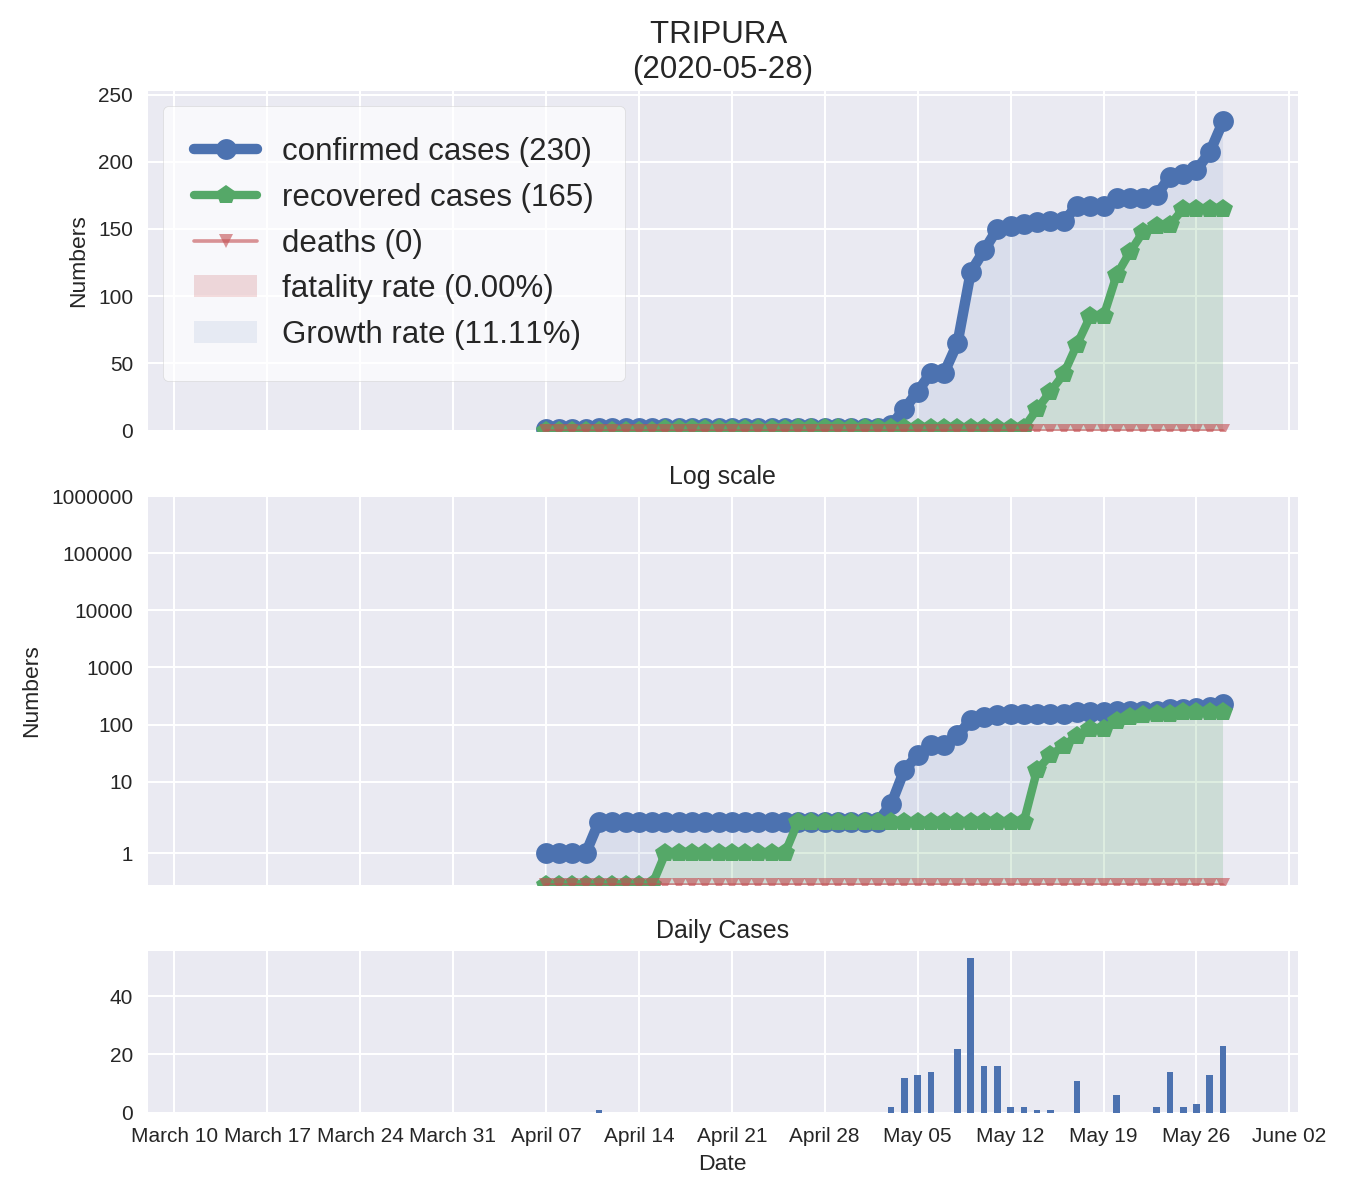 TRIPURA
(2020-05-28)
250
200
150
100
50
0
Numbers
confirmed cases (230)
recovered cases (165)
deaths (0)
fatality rate (0.00%)
Growth rate (11.11%)
Log scale
1000000
100000
10000
1000
100
10
1
Numbers
Daily Cases
40
20
0
March 10 March 17 March 24 March 31 April 07 April 14 April 21 April 28 May 05 May 12 May 19 May 26 June 02
Date